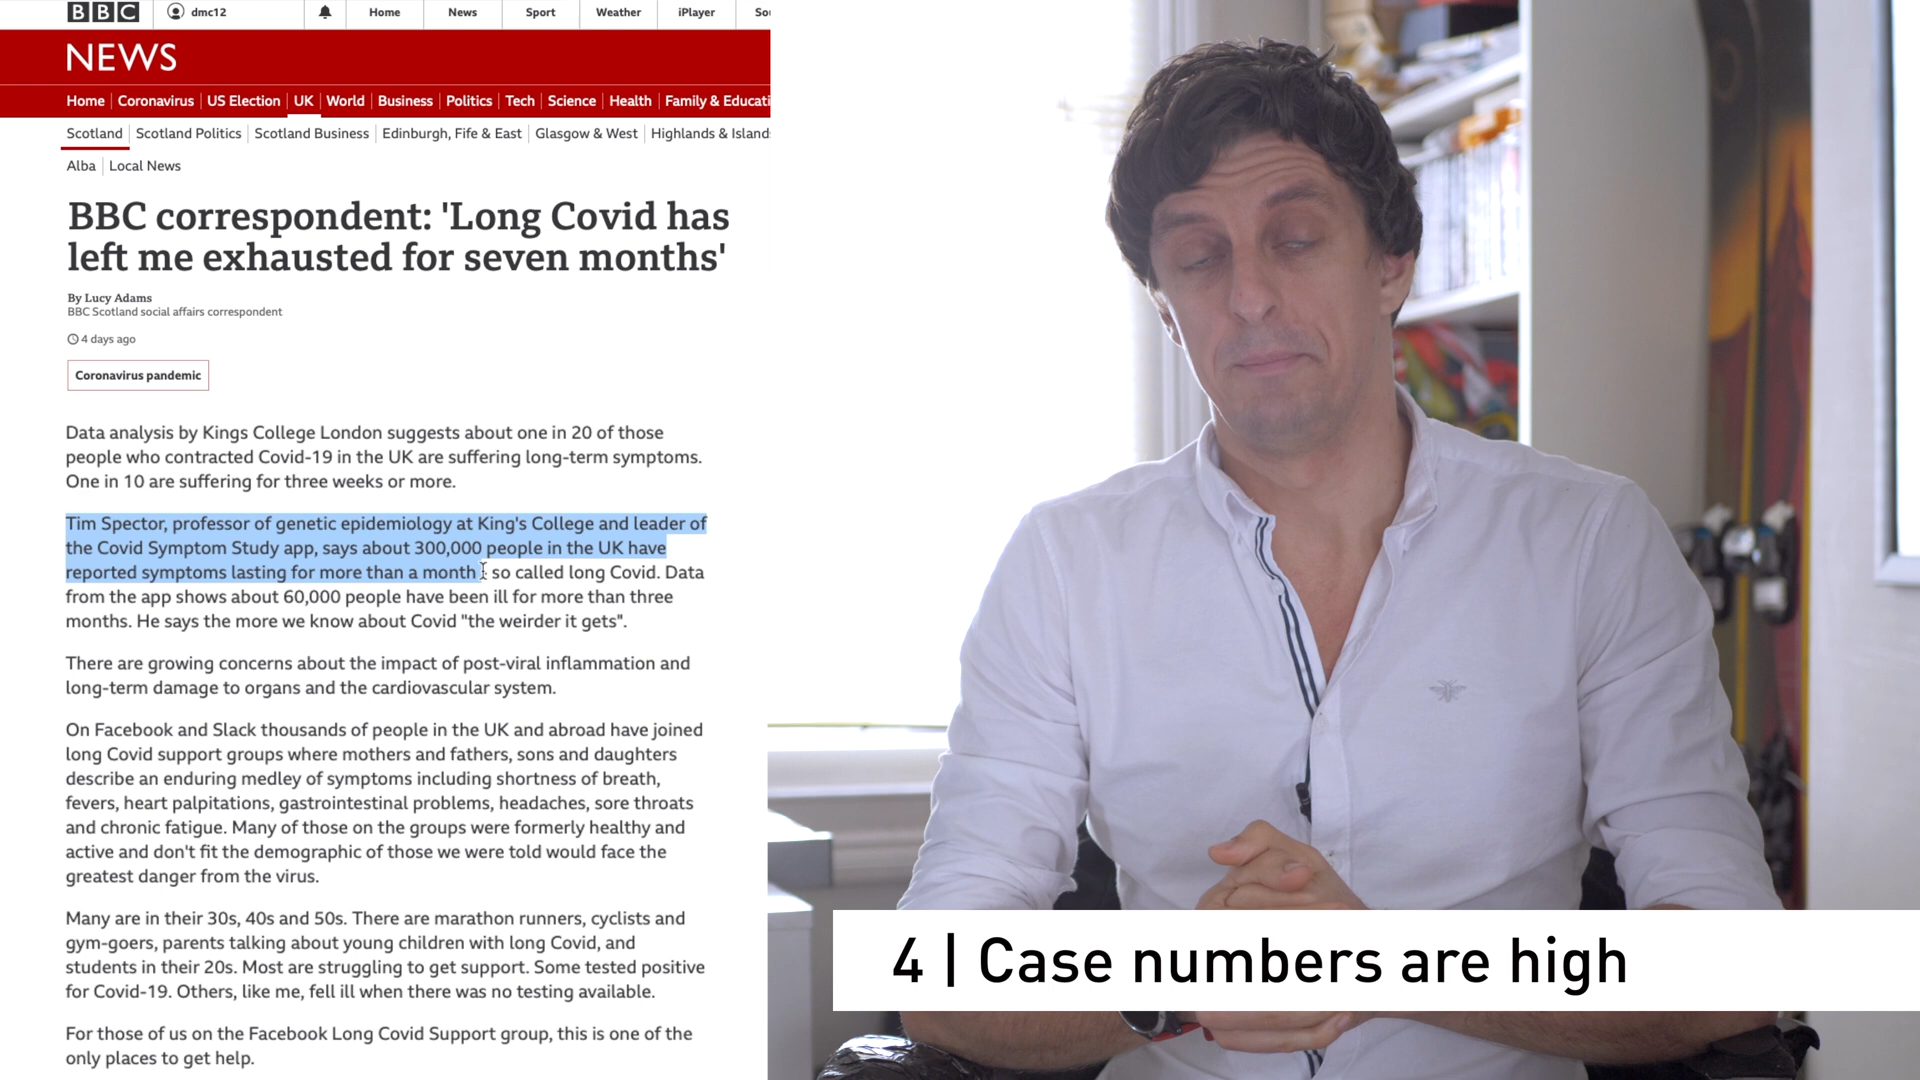 BBC
dmc12
Home
News
Sport
Weather
iPlayer
NEWS
Home
Coronavirus
US Election
UK
World
Business
Politics
Tech
Science
Health
Family &
Scotland
Scotland Politics
Scotland Business
Edinburgh, Fife & East
Glasgow & West
Highlands &
Alba
Local News
BBC correspondent: 'Long Covid has
left me exhausted for seven months'
By Lucy Adams
BBC Scotland social affairs correspondent
4 days ago
Coronavirus pandemic
Data analysis by Kings College London suggests about one in 20 of those
people who contracted Covid-19 in the UK are suffering long-term symptoms.
One in 10 are suffering for three weeks or more.
Tim Spector, professor of genetic epidemiology at King's College and leader of
the Covid Symptom Study app, says about 300,000 people in the UK have
reported symptoms lasting for more than a month so called long Covid. Data
from the app shows about 60,000 people have been ill for more than three
months. He says the more we know about Covid "the weirder it gets".
There are growing concerns about the impact of post-viral inflammation and
long-term damage to organs and the cardiovascular system.
On Facebook and Slack thousands of people in the UK and abroad have joined
long Covid support groups where mothers and fathers, sons and daughters
describe an enduring medley of symptoms including shortness of breath,
fevers, heart palpitations, gastrointestinal problems, headaches, sore throats
and chronic fatigue. Many of those on the groups were formerly healthy and
active and don't fit the demographic of those we were told would face the
greatest danger from the virus.
Many are in their 30s, 40s and 50s. There are marathon runners, cyclists and
gym-goers, parents talking about young children with long Covid, and
students in their 20s. Most are struggling to get support. Some tested positive
for Covid-19. Others, like me, fell ill when there was no testing available.
For those of us on the Facebook Long Covid Support group, this is one of the
only places to get help.
4 | Case numbers are high